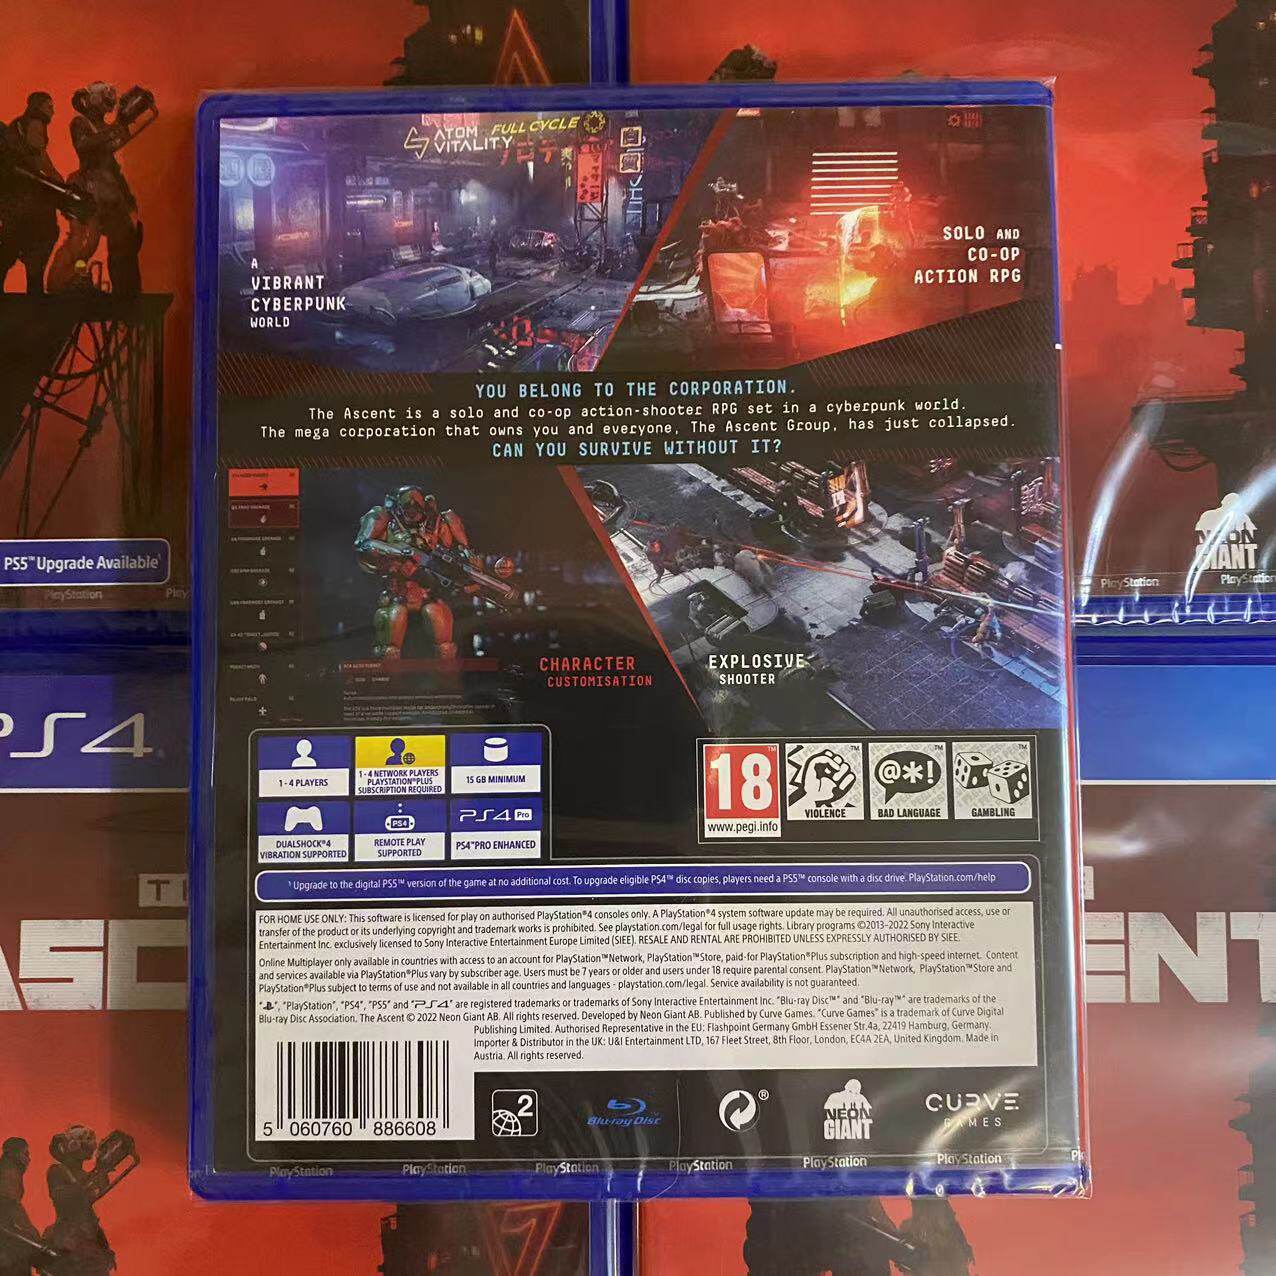 ATOM
VITALITY
FULL CYCLE
A
VIBRANT
CYBERPUNK
WORLD
SOLO AND
CO-OP
ACTION RPG
YOU BELONG TO THE CORPORATION.
The Ascent is a solo and co-op action-shooter RPG set in a cyberpunk world.
The mega corporation that owns you and everyone, The Ascent Group, has just collapsed.
CAN YOU SURVIVE WITHOUT IT?
CHARACTER
CUSTOMISATION
EXPLOSIVE
SHOOTER
PS5™ Upgrade Available¹
PlayStation
NEON
GIANT
PlayStation
PlayStation
PS4
1 - 4 PLAYERS
1 - 4 NETWORK PLAYERS
PLAYSTATION®PLUS
SUBSCRIPTION REQUIRED
15 GB MINIMUM
DUALSHOCK®4
VIBRATION SUPPORTED
PS4
REMOTE PLAY
SUPPORTED
PS4 Pro
PS4™PRO ENHANCED
18
www.pegi.info
VIOLENCE
@*!
BAD LANGUAGE
GAMBLING
¹ Upgrade to the digital PS5™ version of the game at no additional cost. To upgrade eligible PS4™ disc copies, players need a PS5™ console with a disc drive. PlayStation.com/help
FOR HOME USE ONLY: This software is licensed for play on authorised PlayStation®4 consoles only. A PlayStation®4 system software update may be required. All unauthorised access, use or
transfer of the product or its underlying copyright and trademark works is prohibited. See playstation.com/legal for full usage rights. Library programs ©2013-2022 Sony Interactive
Entertainment Inc. exclusively licensed to Sony Interactive Entertainment Europe Limited (SIEE). RESALE AND RENTAL ARE PROHIBITED UNLESS EXPRESSLY AUTHORISED BY SIEE.
Online Multiplayer only available in countries with access to an account for PlayStation™Network, PlayStation™Store, paid-for PlayStation®Plus subscription and high-speed internet. Content
and services available via PlayStation®Plus vary by subscriber age. Users must be 7 years or older and users under 18 require parental consent. PlayStation™Network, PlayStation™Store and
PlayStation®Plus subject to terms of use and not available in all countries and languages - playstation.com/legal. Service availability is not guaranteed.
"PlayStation", "PS4", "PS5" and "PS4" are registered trademarks or trademarks of Sony Interactive Entertainment Inc. "Blu-ray Disc™" and "Blu-ray™" are trademarks of the
Blu-ray Disc Association. The Ascent © 2022 Neon Giant AB. All rights reserved. Developed by Neon Giant AB. Published by Curve Games. "Curve Games" is a trademark of Curve Digital
Publishing Limited. Authorised Representative in the EU: Flashpoint Germany GmbH Essener Str.4a, 22419 Hamburg, Germany.
Importer & Distributor in the UK: U&I Entertainment LTD, 167 Fleet Street, 8th Floor, London, EC4A 2EA, United Kingdom. Made in
Austria. All rights reserved.
5 060760 886608
2
Blu-ray Disc
®
NEON
GIANT
CURVE
GAMES
PlayStation PlayStation PlayStation PlayStation PlayStation PlayStation